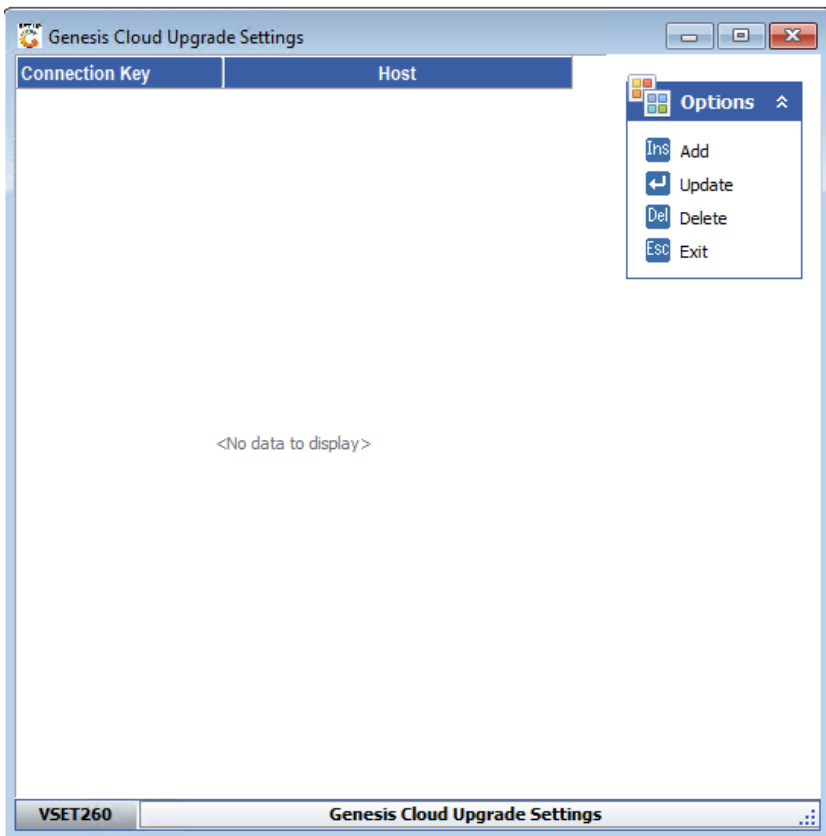 Genesis Cloud Upgrade Settings
Connection Key Host
Options
Ins Add
Update
Del Delete
Esc Exit
<No data to display>
VSET260 Genesis Cloud Upgrade Settings